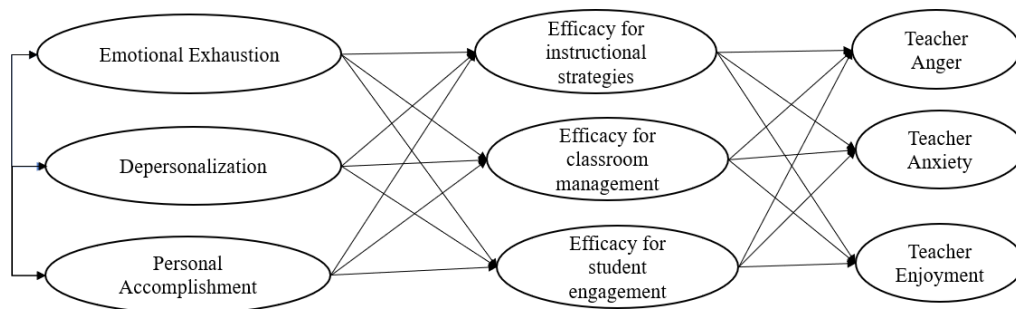 Emotional Exhaustion
Depersonalization
Personal
Accomplishment
Efficacy for
instructional
strategies
Efficacy for
classroom
management
Efficacy for
student
engagement
Teacher
Anger
Teacher
Anxiety
Teacher
Enjoyment